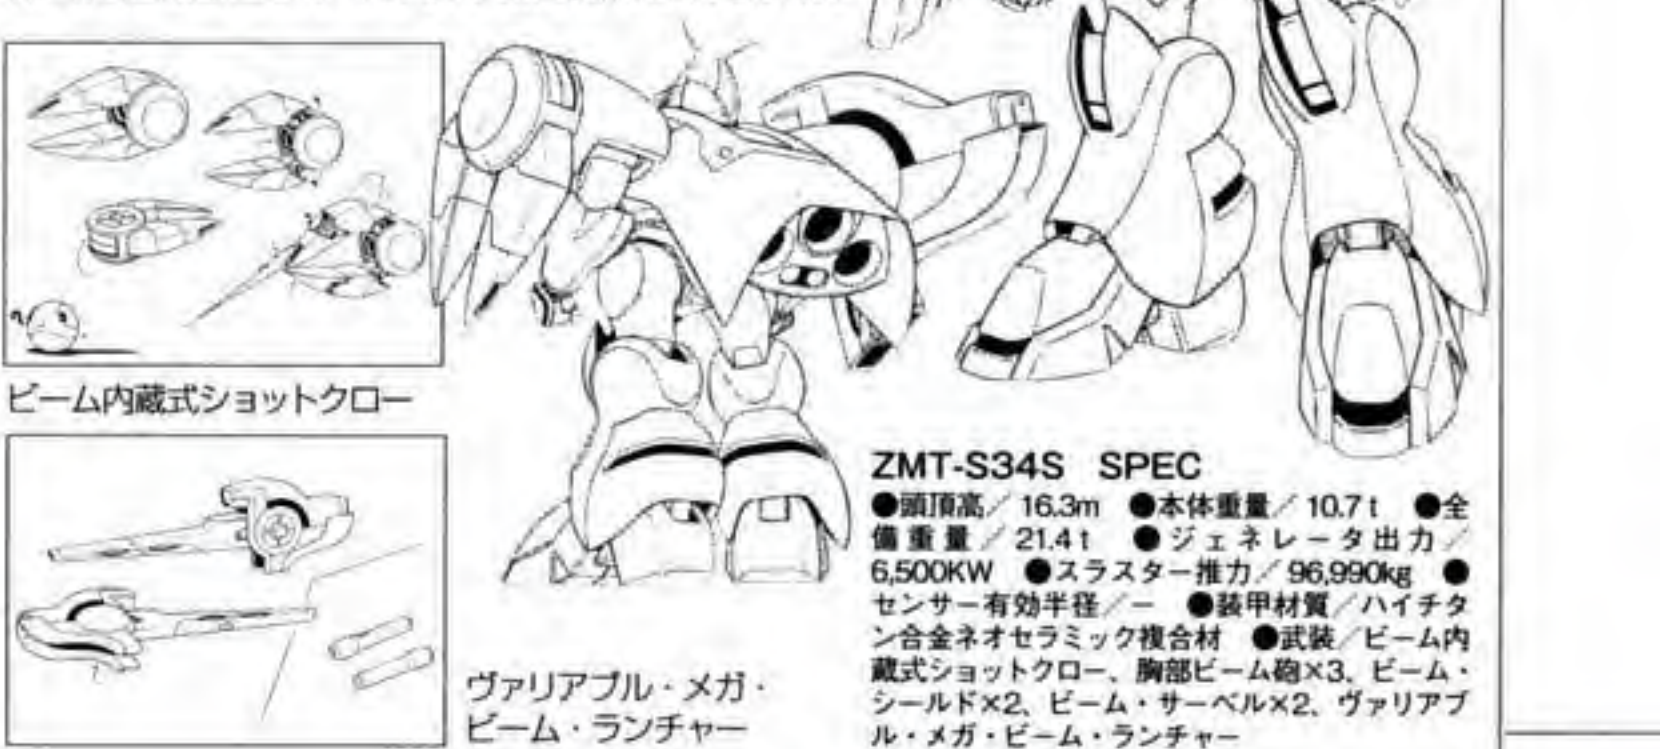 ビーム内蔵式ショットクロー
ヴァリアブル・メガ・
ビーム・ランチャー
ZMT-S34S SPEC
●頭頂高／16.3m ●本体重量／10.7t ●全
備重量／21.4t ●ジェネレータ出力／
6,500KW ●スラスター推力／96,990kg ●
センサー有効半径／ー ●装甲材質／ハイチタ
ン合金ネオセラミック複合材 ●武装／ビーム内
蔵式ショットクロー、胸部ビーム砲×3、ビーム・
シールド×2、ビーム・サーベル×2、ヴァリアブ
ル・メガ・ビーム・ランチャー